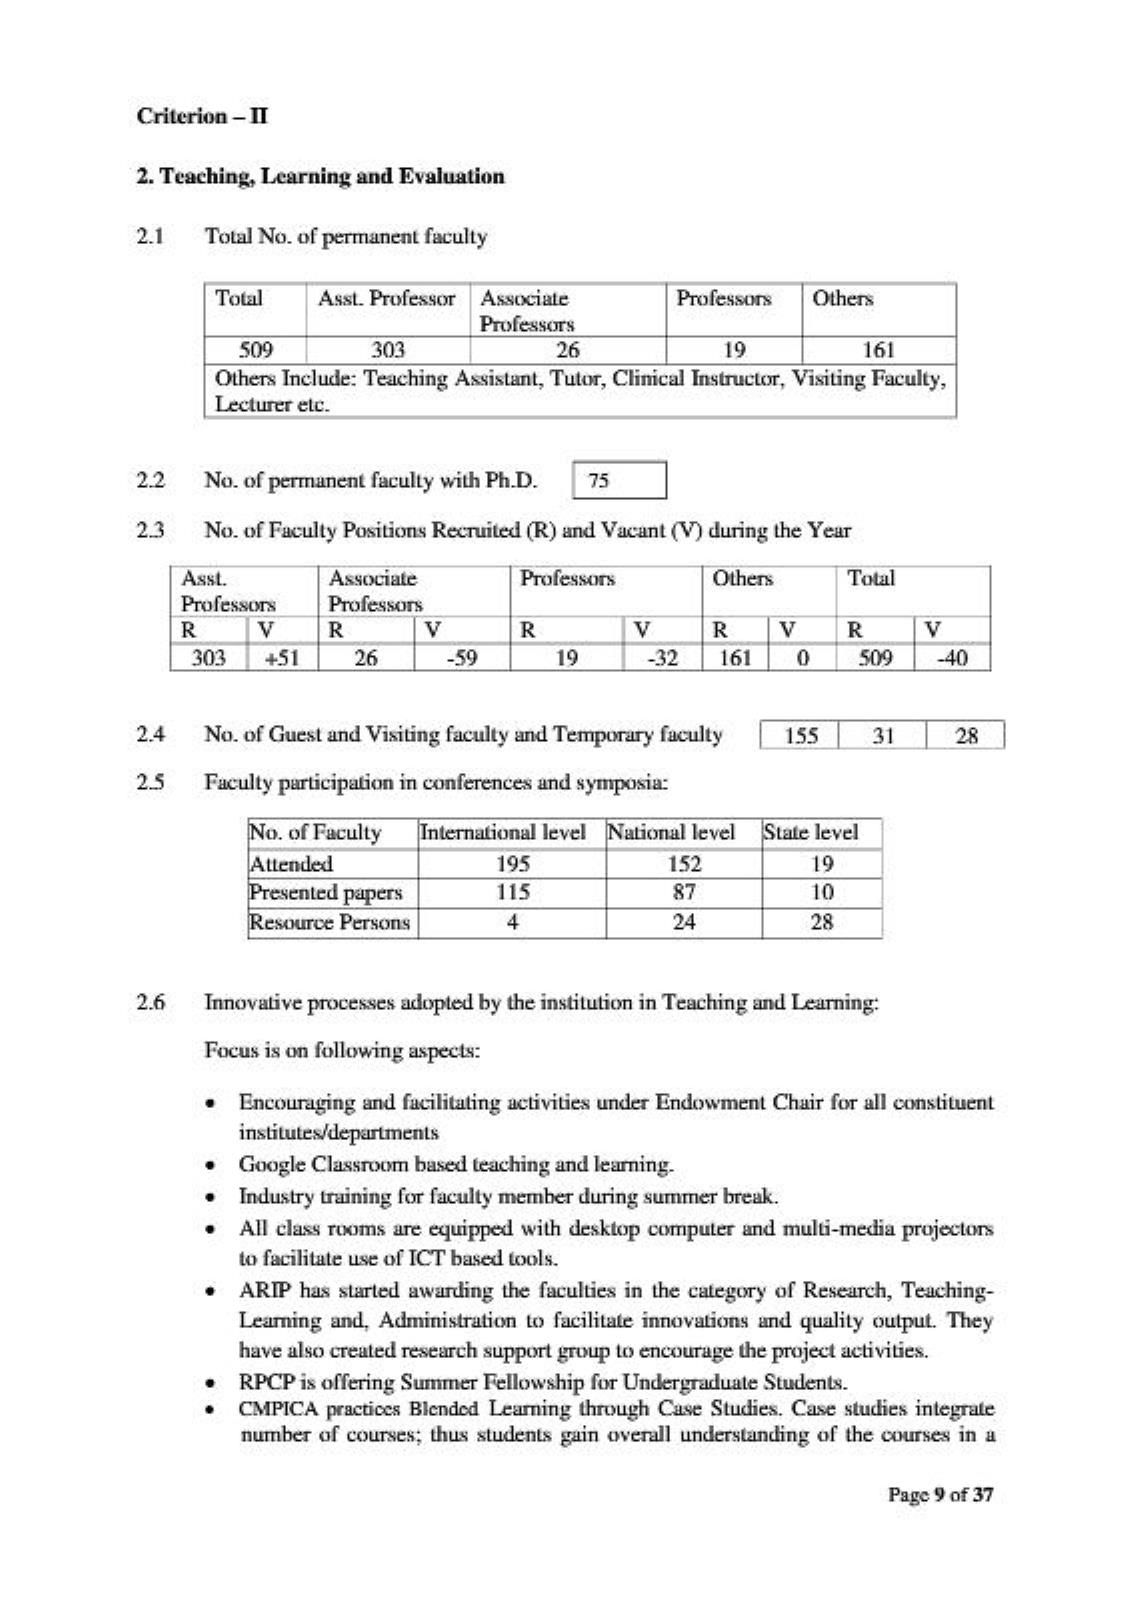 Criterion – II
2. Teaching, Learning and Evaluation
2.1 Total No. of permanent faculty
Total Asst. Professor Associate Professors Professors Others
509 303 26 19 161
Others Include: Teaching Assistant, Tutor, Clinical Instructor, Visiting Faculty,
Lecturer etc.
2.2 No. of permanent faculty with Ph.D. 75
2.3 No. of Faculty Positions Recruited (R) and Vacant (V) during the Year
Asst. Professors Associate Professors Professors Others Total
R V R V R V R V R V
303 +51 26 -59 19 -32 161 0 509 -40
2.4 No. of Guest and Visiting faculty and Temporary faculty 155 31 28
2.5 Faculty participation in conferences and symposia:
No. of Faculty International level National level State level
Attended 195 152 19
Presented papers 115 87 10
Resource Persons 4 24 28
2.6 Innovative processes adopted by the institution in Teaching and Learning:
Focus is on following aspects:
• Encouraging and facilitating activities under Endowment Chair for all constituent
institutes/departments
• Google Classroom based teaching and learning.
• Industry training for faculty member during summer break.
• All class rooms are equipped with desktop computer and multi-media projectors
to facilitate use of ICT based tools.
• ARIP has started awarding the faculties in the category of Research, Teaching-
Learning and, Administration to facilitate innovations and quality output. They
have also created research support group to encourage the project activities.
• RPCP is offering Summer Fellowship for Undergraduate Students.
• CMPICA practices Blended Learning through Case Studies. Case studies integrate
number of courses; thus students gain overall understanding of the courses in a
Page 9 of 37